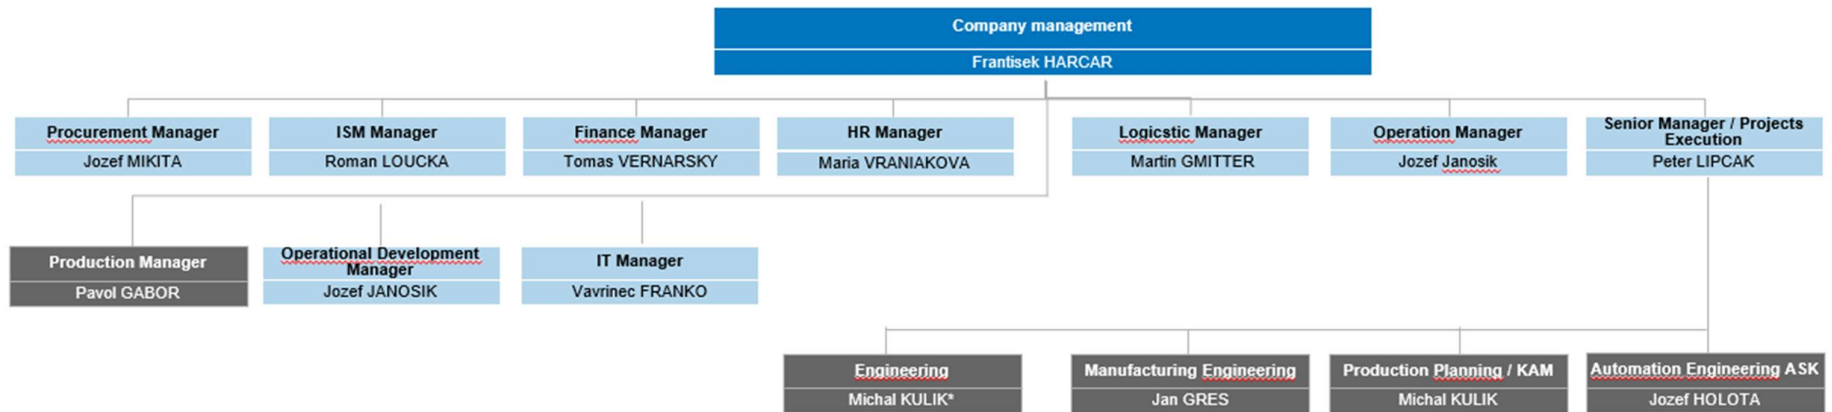 Company management
Frantisek HARCAR
Procurement Manager
Jozef MIKITA
ISM Manager
Roman LOUCKA
Finance Manager
Tomas VERNARSKY
HR Manager
Maria VRANIAKOVA
Logicstic Manager
Martin GMITTER
Operation Manager
Jozef Janosik
Senior Manager / Projects
Execution
Peter LIPCAK
Production Manager
Pavol GABOR
Operational Development
Manager
Jozef JANOSIK
IT Manager
Vavrinec FRANKO
Engineering
Michal KULIK*
Manufacturing Engineering
Jan GRES
Production Planning / KAM
Michal KULIK
Automation Engineering ASK
Jozef HOLOTA